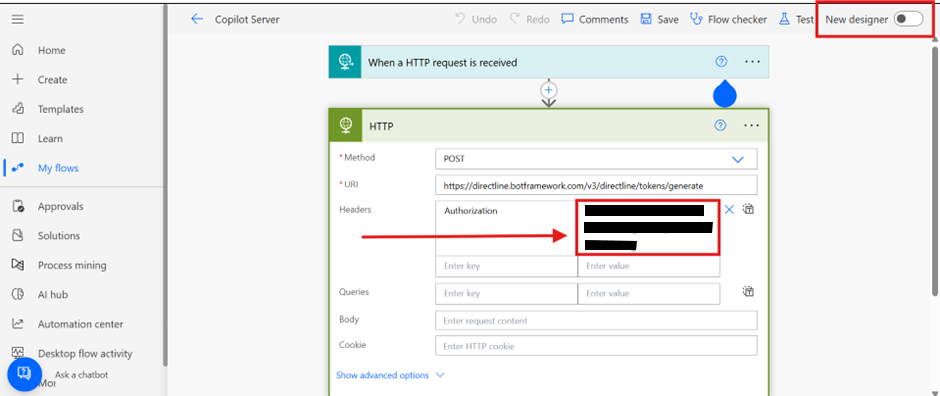 Copilot Server
Undo
Redo
Comments
Save
Flow checker
Test
New designer
Home
Create
Templates
Learn
My flows
Approvals
Solutions
Process mining
AI hub
Automation center
Desktop flow activity
Mor
Ask a chatbot
When a HTTP request is received
HTTP
* Method
POST
* URI
https://directline.botframework.com/v3/directline/tokens/generate
Headers
Authorization
Enter key
Enter value
Queries
Enter key
Enter value
Body
Enter request content
Cookie
Enter HTTP cookie
Show advanced options